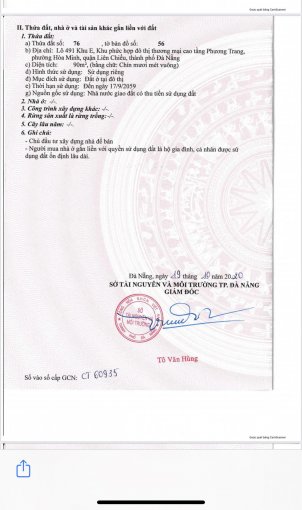 Được quét bằng CamScanner
II. Thửa đất, nhà ở và tài sản khác gắn liền với đất
1. Thửa đất:
a) Thửa đất số: 76 , tờ bản đồ số: 56
b) Địa chỉ: Lô 491 Khu E, Khu phức hợp đô thị thương mại cao tầng Phương Trang,
phường Hòa Minh, quận Liên Chiểu, thành phố Đà Nẵng
c) Diện tích: 90m², (bằng chữ: Chín mươi mét vuông)
d) Hình thức sử dụng: Sử dụng riêng
đ) Mục đích sử dụng: Đất ở tại đô thị
e) Thời hạn sử dụng: Đến ngày 17/9/2059
g) Nguồn gốc sử dụng: Nhà nước giao đất có thu tiền sử dụng đất
2. Nhà ở: -/-
3. Công trình xây dựng khác: -/-
4. Rừng sản xuất là rừng trồng: -/-
5. Cây lâu năm: -/-
6. Ghi chú:
- Chủ đầu tư xây dựng nhà để bán
- Người mua nhà ở gắn liền với quyền sử dụng đất là hộ gia đình, cá nhân được sử
dụng đất ổn định lâu dài.
Đà Nẵng, ngày 19 tháng 10 năm 2020
SỞ TÀI NGUYÊN VÀ MÔI TRƯỜNG TP. ĐÀ NẴNG
GIÁM ĐỐC
SỞ
TÀI NGUYÊN VÀ
MÔI TRƯỜNG
Tô Văn Hùng
Số vào sổ cấp GCN: CT 60935
Được quét bằng CamScanner